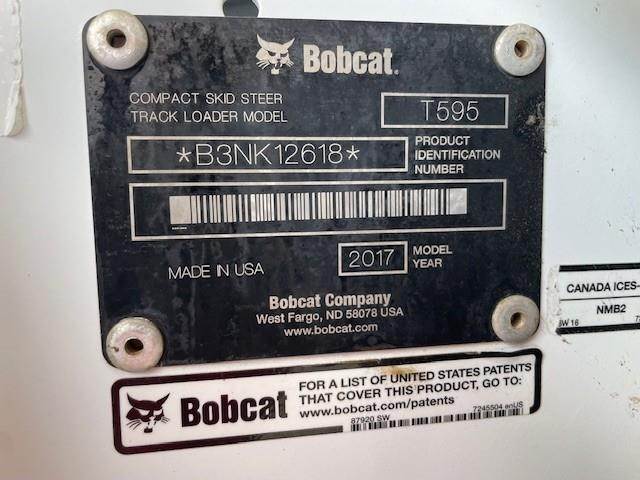 Bobcat.
COMPACT SKID STEER
TRACK LOADER MODEL
T595
*B3NK12618*
PRODUCT
IDENTIFICATION
NUMBER
MADE IN USA
2017
MODEL
YEAR
Bobcat Company
West Fargo, ND 58078 USA
www.bobcat.com
CANADA ICES-
NMB2
W 16
Bobcat
FOR A LIST OF UNITED STATES PATENTS
THAT COVER THIS PRODUCT, GO TO:
www.bobcat.com/patents
87920 SW
7245504 enUS